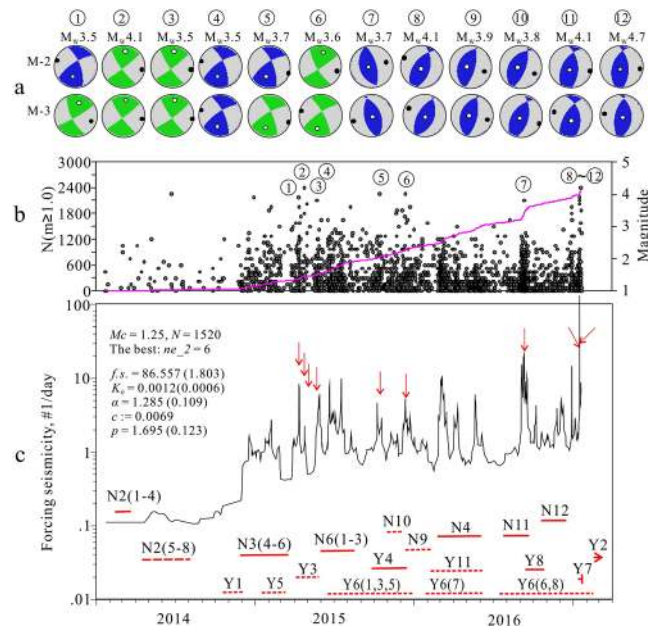 ① ② ③ ④ ⑤ ⑥ ⑦ ⑧ ⑨ ⑩ ⑪ ⑫
Mw3.5 Mw4.1 Mw3.5 Mw3.5 Mw3.7 Mw3.6 Mw3.7 Mw4.1 Mw3.9 Mw3.8 Mw4.1 Mw4.7
M-2
a
M-3
b
N(m≥1.0)
3000
2400
1800
1200
600
0
① ② ③ ④ ⑤ ⑥ ⑦ ⑧~⑫
5
4
3
2
1
Magnitude
c
Forcing seismicity, #1/day
100
10
1
.1
.01
Mc = 1.25, N = 1520
The best: ne_2 = 6
f.s. = 86.557 (1.803)
K₀ = 0.0012(0.0006)
α = 1.285 (0.109)
c := 0.0069
p = 1.695 (0.123)
N2(1-4)
N2(5-8)
N3(4-6)
N6(1-3)
N10
N9
N4
N11
N12
Y1
Y5
Y3
Y4
Y6(1,3,5)
Y11
Y6(7)
Y8
Y6(6,8)
Y7
Y2
2014 2015 2016